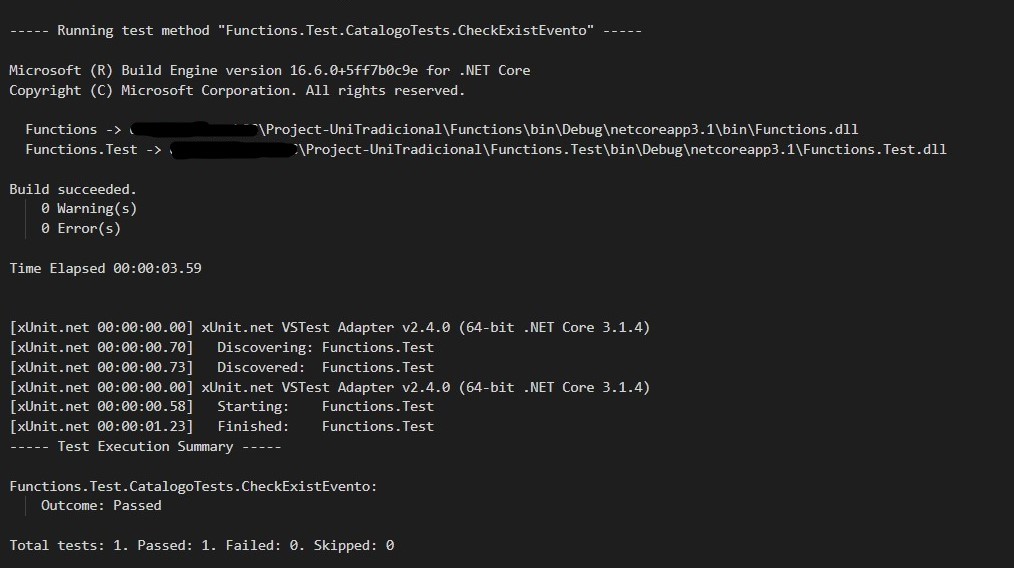 ----- Running test method "Functions.Test.CatalogoTests.CheckExistEvento" -----
Microsoft (R) Build Engine version 16.6.0+5ff7b0c9e for .NET Core
Copyright (C) Microsoft Corporation. All rights reserved.
Functions -> \Project-UniTradicional\Functions\bin\Debug\netcoreapp3.1\bin\Functions.dll
Functions.Test -> \Project-UniTradicional\Functions.Test\bin\Debug\netcoreapp3.1\Functions.Test.dll
Build succeeded.
0 Warning(s)
0 Error(s)
Time Elapsed 00:00:03.59
[xUnit.net 00:00:00.00] xUnit.net VSTest Adapter v2.4.0 (64-bit .NET Core 3.1.4)
[xUnit.net 00:00:00.70]   Discovering: Functions.Test
[xUnit.net 00:00:00.73]   Discovered:  Functions.Test
[xUnit.net 00:00:00.00] xUnit.net VSTest Adapter v2.4.0 (64-bit .NET Core 3.1.4)
[xUnit.net 00:00:00.58]   Starting:    Functions.Test
[xUnit.net 00:00:01.23]   Finished:    Functions.Test
----- Test Execution Summary -----
Functions.Test.CatalogoTests.CheckExistEvento:
Outcome: Passed
Total tests: 1. Passed: 1. Failed: 0. Skipped: 0